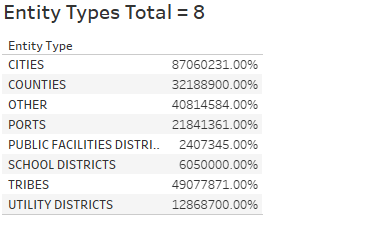 Entity Types Total = 8
Entity Type
CITIES 87060231.00%
COUNTIES 32188900.00%
OTHER 40814584.00%
PORTS 21841361.00%
PUBLIC FACILITIES DISTRI.. 2407345.00%
SCHOOL DISTRICTS 6050000.00%
TRIBES 49077871.00%
UTILITY DISTRICTS 12868700.00%